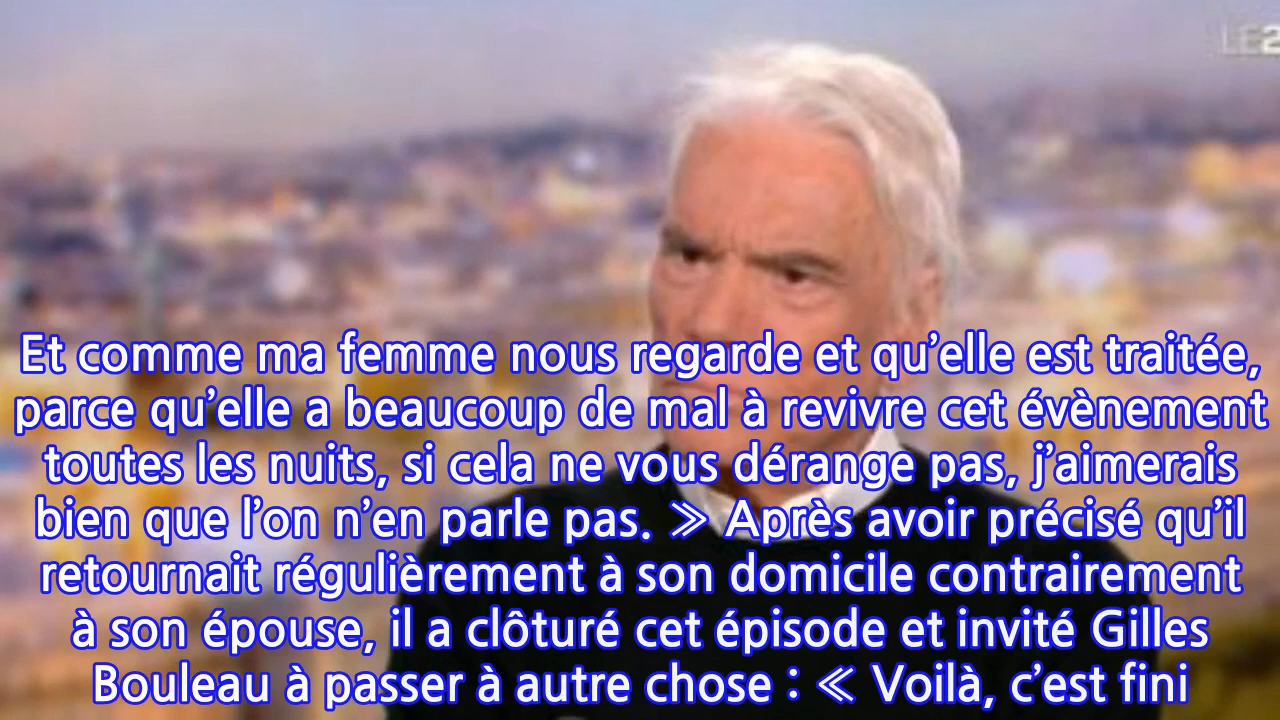 LE2
Et comme ma femme nous regarde et qu’elle est traitée,
parce qu’elle a beaucoup de mal à revivre cet évènement
toutes les nuits, si cela ne vous dérange pas, j’aimerais
bien que l’on n’en parle pas. ≫ Après avoir précisé qu’il
retournait régulièrement à son domicile contrairement
à son épouse, il a clôturé cet épisode et invité Gilles
Bouleau à passer à autre chose : ≪ Voilà, c’est fini